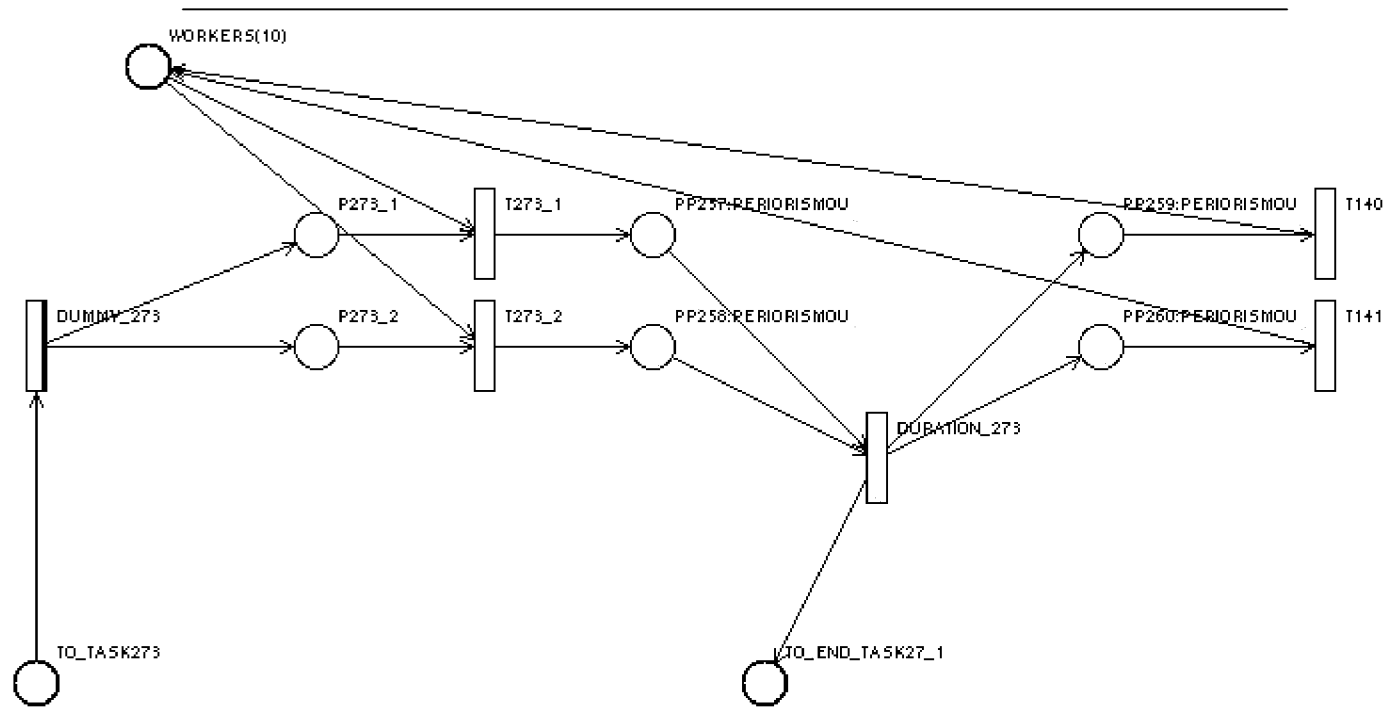 WORKERS(10)
P273_1
T273_1
PP257:PERIORISMOU
PP259:PERIORISMOU
T140
DUMMY_273
P273_2
T273_2
PP258:PERIORISMOU
PP260:PERIORISMOU
T141
DURATION_273
TO_TASK273
TO_END_TASK27_1